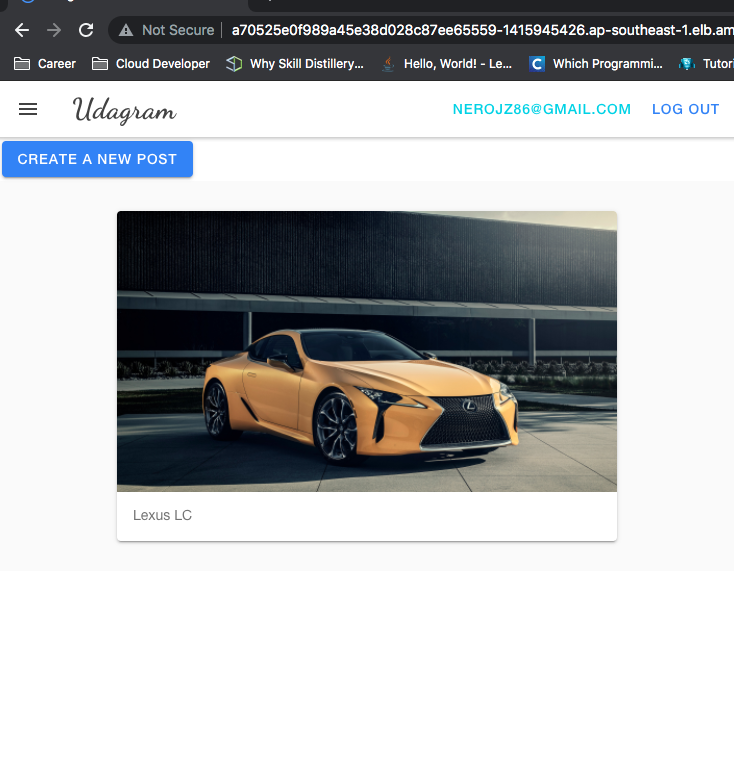 Not Secure | a70525e0f989a45e38d028c87ee65559-1415945426.ap-southeast-1.elb.am
Career Cloud Developer Why Skill Distillery... Hello, World! - Le... Which Programmi... Tutori
Udagram NEROJZ86@GMAIL.COM LOG OUT
CREATE A NEW POST
Lexus LC